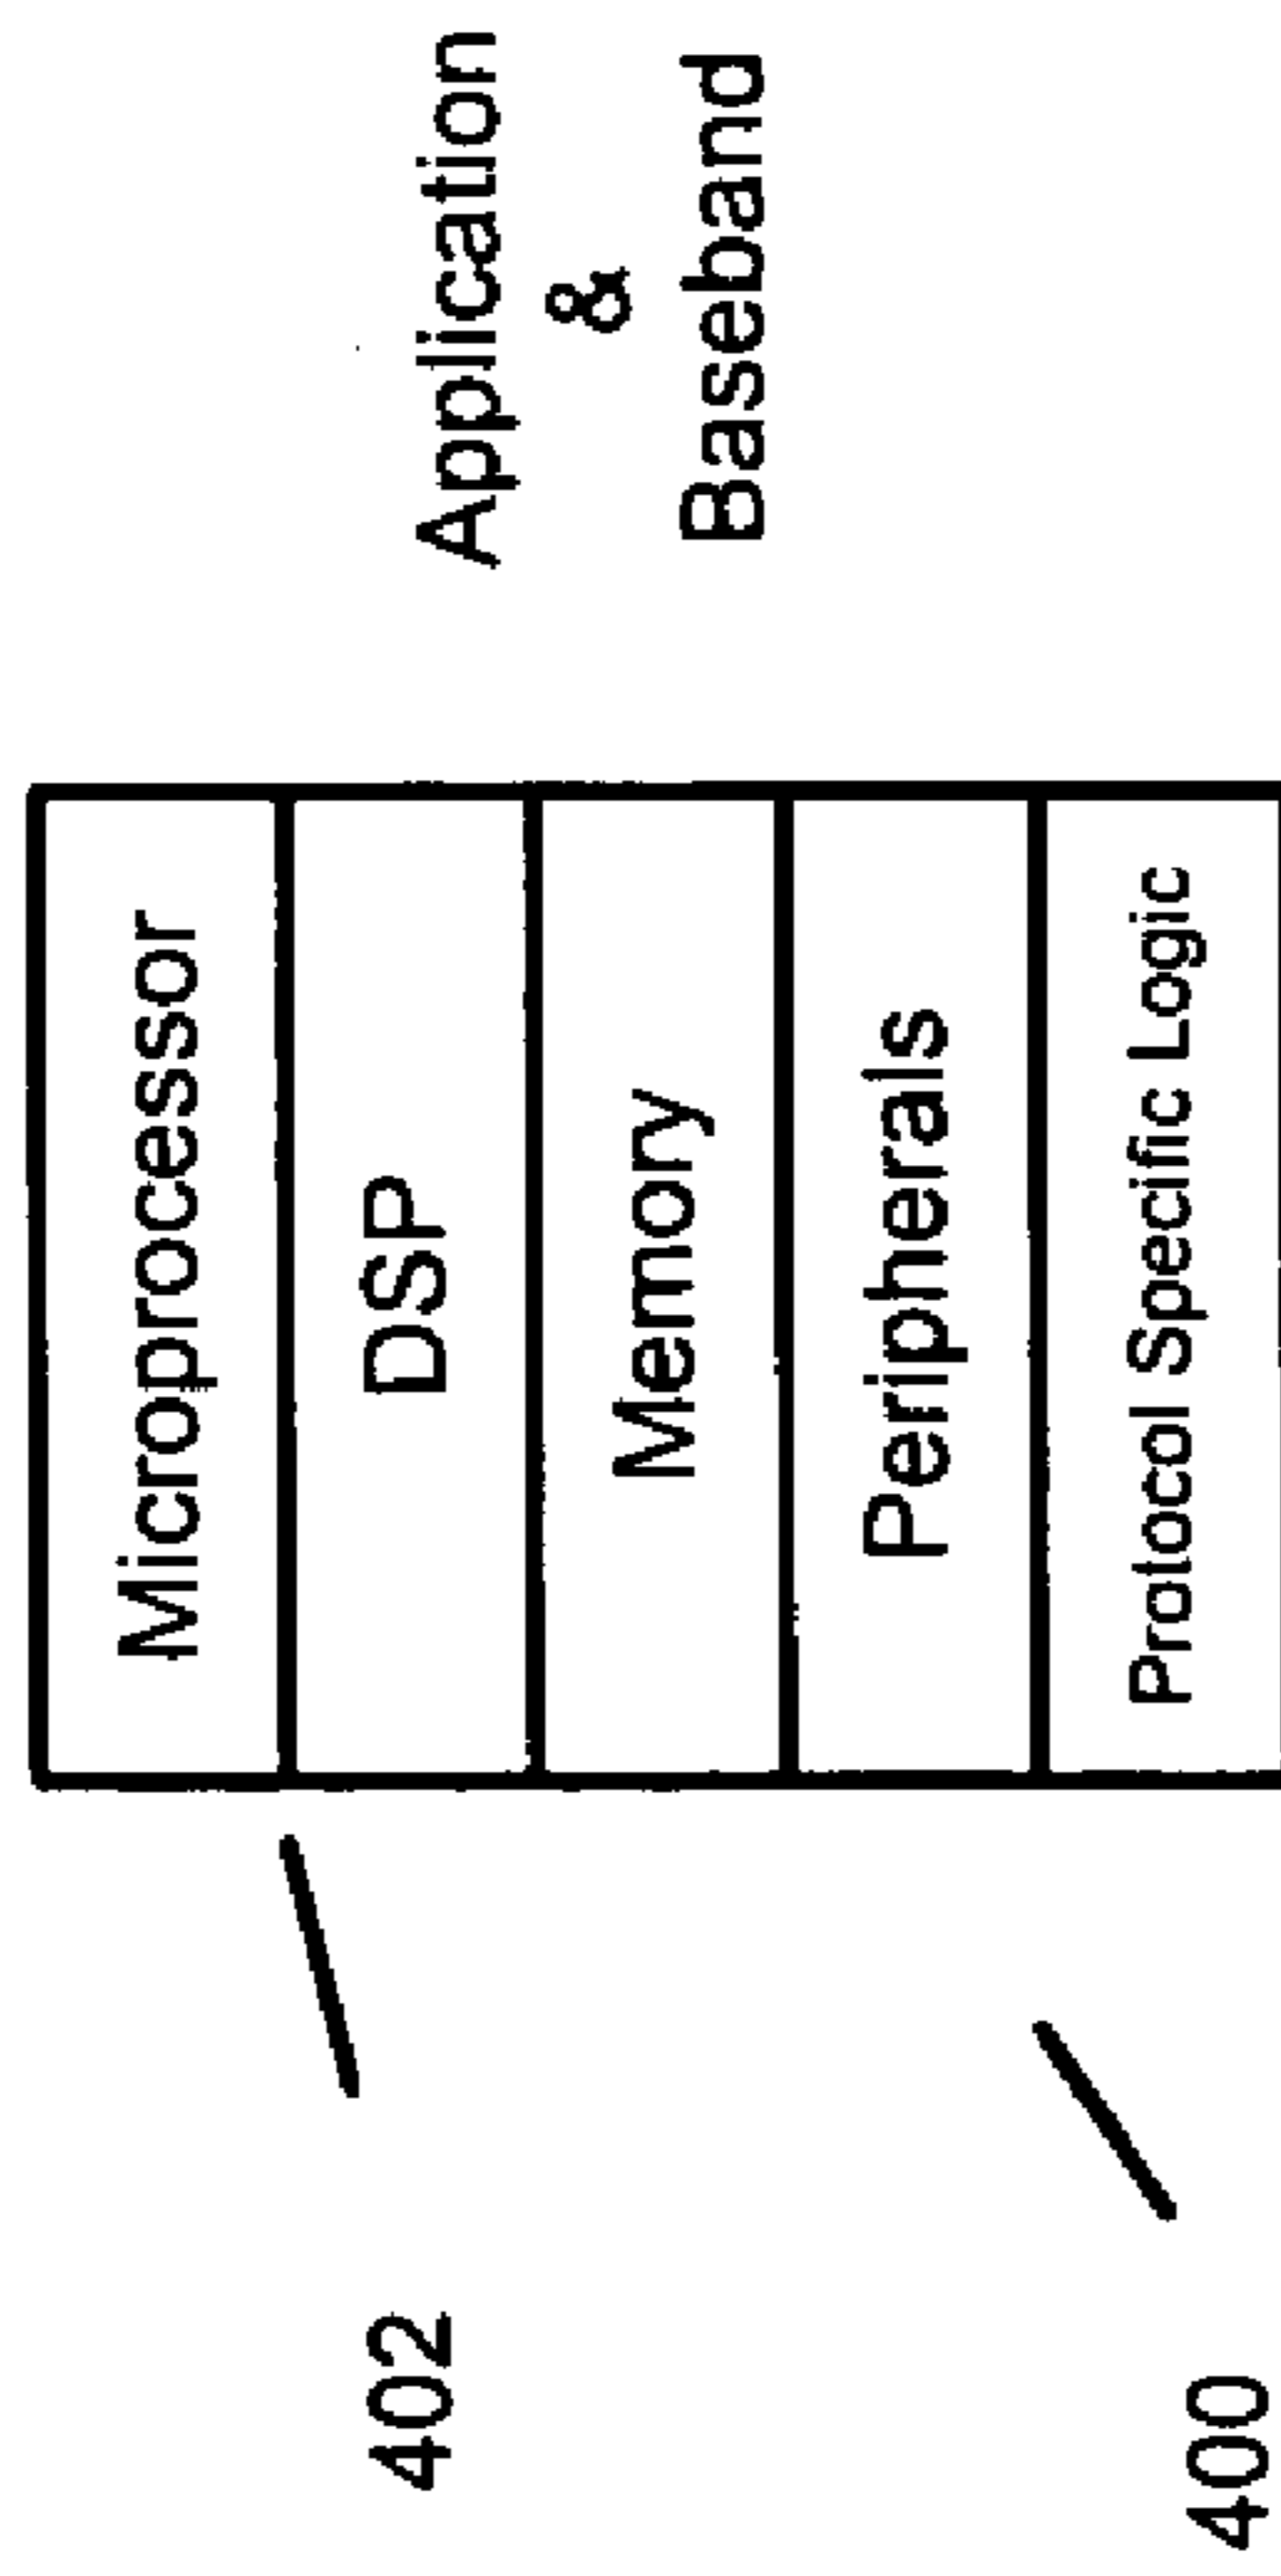 Microprocessor
DSP
Memory
Peripherals
Protocol Specific Logic
Application
&
Baseband
402
400